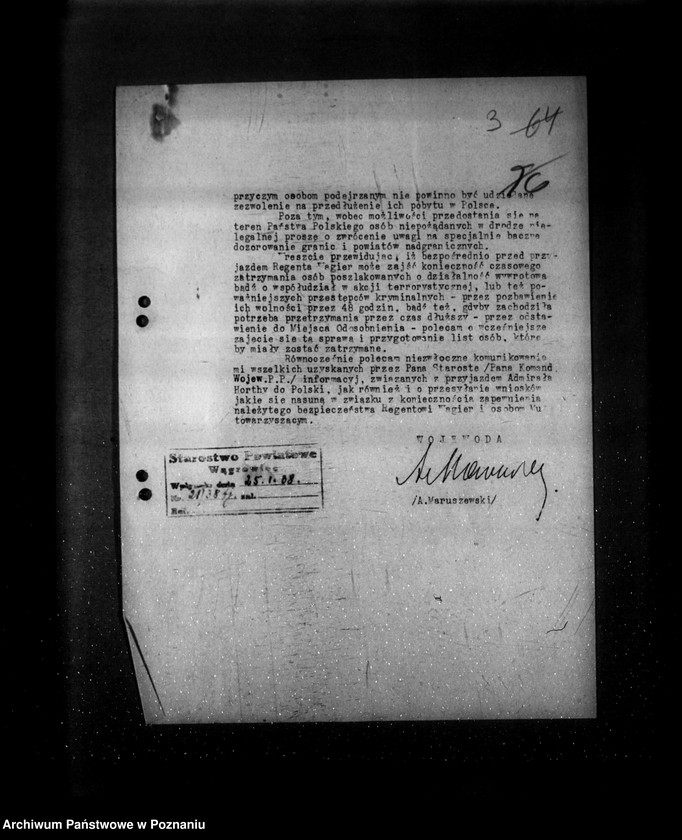 3 64
76
przyczym osobom podejrzanym nie powinno być udzielane
zezwolenie na przedłużenie ich pobytu w Polsce.
Poza tym, wobec możliwości przedostania się na
teren Państwa Polskiego osób niepożądanych w drodze nie-
legalnej proszę o zwrócenie uwagi na specjalnie baczne
dozorowanie granic i powiatów nadgranicznych.
Wreszcie przewidując, iż bezpośrednio przed przy-
jazdem Regenta Węgier może zajść konieczność czasowego
zatrzymania osób poszlakowanych o działalność wywrotową
bądź o współudział w akcji terrorystycznej, lub też po-
ważniejszych przestępców kryminalnych - przez pozbawienie
ich wolności przez 48 godzin, bądź też, gdyby zachodziła
potrzeba przetrzymania przez czas dłuższy - przez odsta-
wienie do Miejsca Odosobnienia - polecam o wcześniejsze
zajęcie się tą sprawą i przygotowanie list osób, które
by miały zostać zatrzymane.
Równocześnie polecam niezwłoczne komunikowanie
mi wszelkich uzyskanych przez Pana Starostę /Pana Komend.
Wojew.P.P./ informacyj, związanych z przyjazdem Admirała
Horthy do Polski, jak również i o przesyłanie wniosków
jakie się nasuną w związku z koniecznością zapewnienia
należytego bezpieczeństwa Regentowi Węgier i osobom Mu
towarzyszącym.
WOJEWODA
/A.Maruszewski/
Starostwo Powiatowe
Wągrowiec
Wpłynęło dnia 25.1.38.
Nr. zał.
Ref.
Archiwum Państwowe w Poznaniu